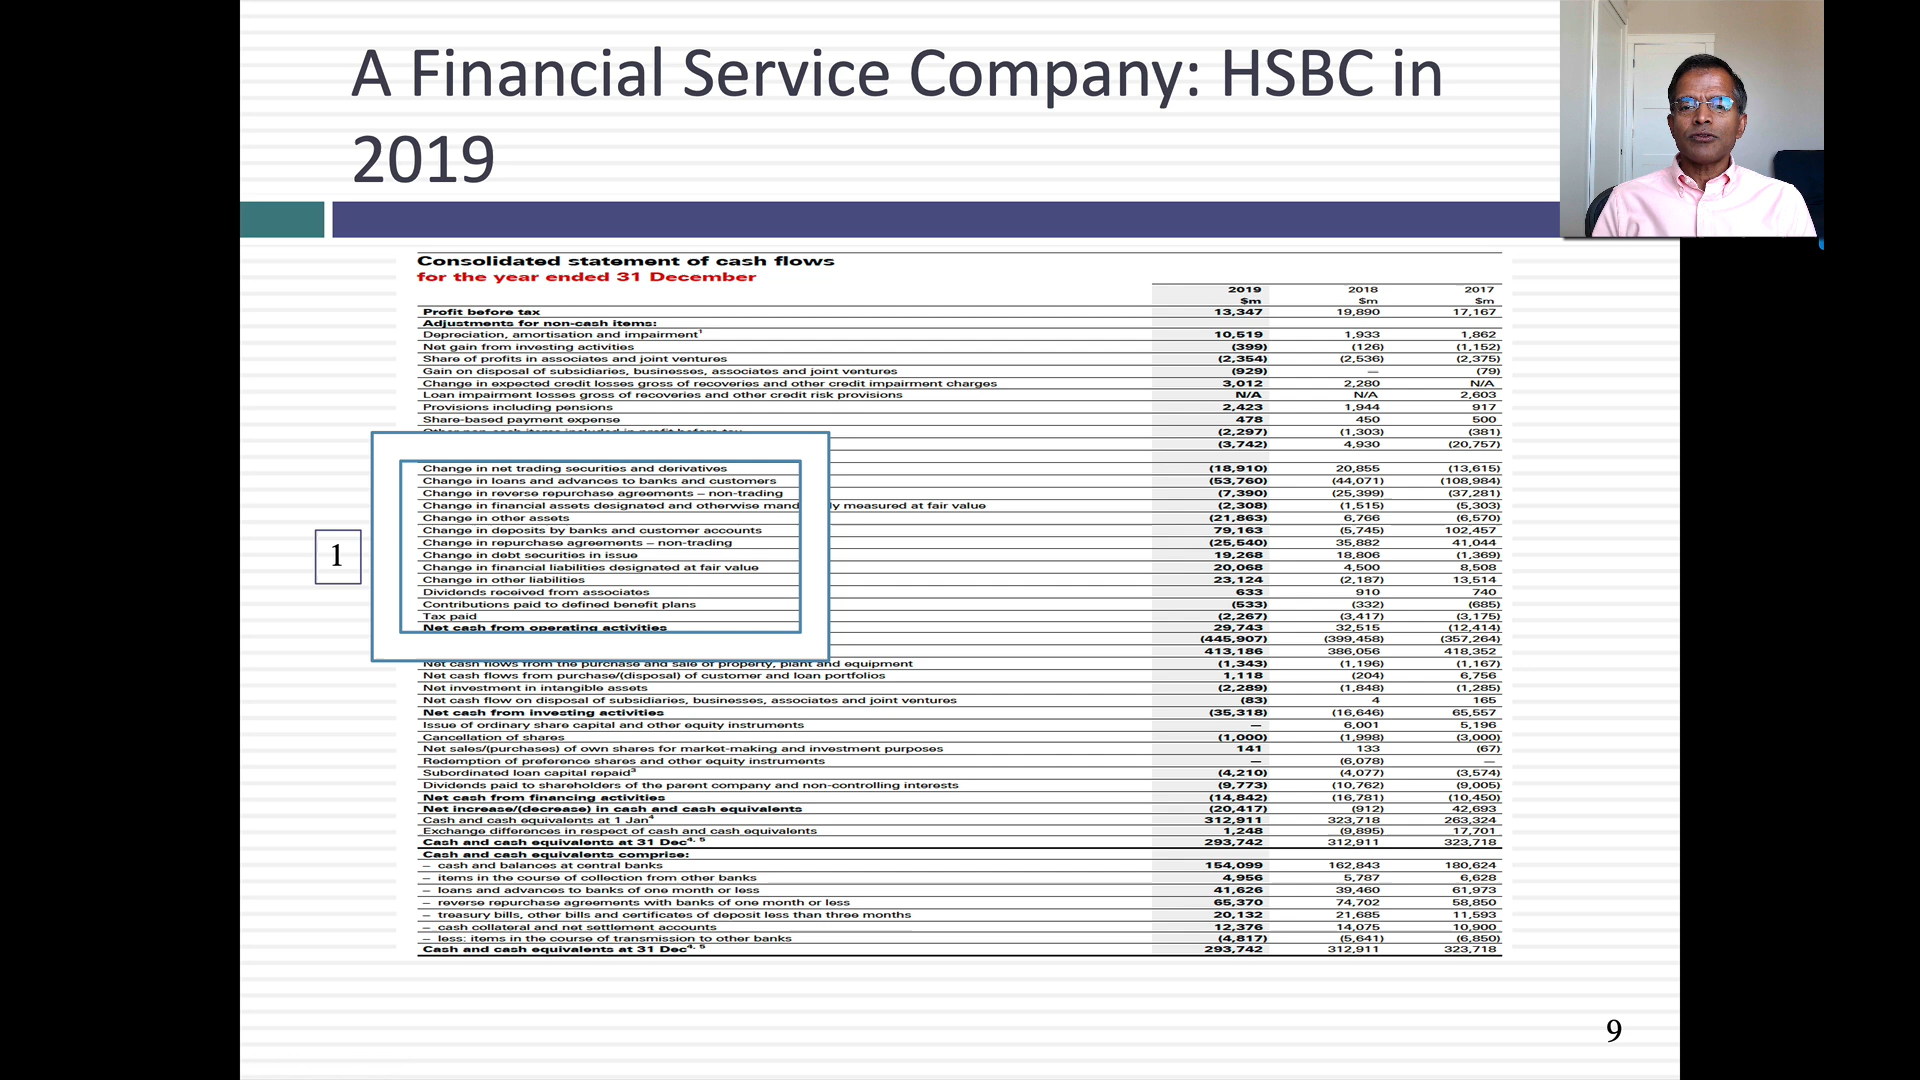 A Financial Service Company: HSBC in
2019
Consolidated statement of cash flows
for the year ended 31 December
2019 2018 2017
$m $m $m
Profit before tax 13,347 19,890 17,167
Adjustments for non-cash items:
Depreciation, amortisation and impairment¹ 10,519 1,933 1,862
Net gain from investing activities (399) (126) (1,152)
Share of profits in associates and joint ventures (2,354) (2,536) (2,375)
Gain on disposal of subsidiaries, businesses, associates and joint ventures (929) — (79)
Change in expected credit losses gross of recoveries and other credit impairment charges 3,012 2,280 N/A
Loan impairment losses gross of recoveries and other credit risk provisions N/A N/A 2,603
Provisions including pensions 2,423 1,944 917
Share-based payment expense 478 450 500
Other non-cash items included in profit before tax (2,297) (1,303) (381)
(3,742) 4,930 (20,757)
Change in net trading securities and derivatives (18,910) 20,855 (13,615)
Change in loans and advances to banks and customers (53,760) (44,071) (108,984)
Change in reverse repurchase agreements – non-trading (7,390) (25,399) (37,281)
Change in financial assets designated and otherwise mand ly measured at fair value (2,308) (1,515) (5,303)
Change in other assets (21,863) 6,766 (6,570)
Change in deposits by banks and customer accounts 79,163 (5,745) 102,457
Change in repurchase agreements – non-trading (25,540) 35,882 41,044
Change in debt securities in issue 19,268 18,806 (1,369)
Change in financial liabilities designated at fair value 20,068 4,500 8,508
Change in other liabilities 23,124 (2,187) 13,514
Dividends received from associates 633 910 740
Contributions paid to defined benefit plans (533) (332) (685)
Tax paid (2,267) (3,417) (3,175)
Net cash from operating activities 29,743 32,515 (12,414)
(445,907) (399,458) (357,264)
413,186 386,056 418,352
Net cash flows from the purchase and sale of property, plant and equipment (1,343) (1,196) (1,167)
Net cash flows from purchase/(disposal) of customer and loan portfolios 1,118 (204) 6,756
Net investment in intangible assets (2,289) (1,848) (1,285)
Net cash flow on disposal of subsidiaries, businesses, associates and joint ventures (83) 4 165
Net cash from investing activities (35,318) (16,646) 65,557
Issue of ordinary share capital and other equity instruments — 6,001 5,196
Cancellation of shares (1,000) (1,998) (3,000)
Net sales/(purchases) of own shares for market-making and investment purposes 141 133 (67)
Redemption of preference shares and other equity instruments — (6,078) —
Subordinated loan capital repaid³ (4,210) (4,077) (3,574)
Dividends paid to shareholders of the parent company and non-controlling interests (9,773) (10,762) (9,005)
Net cash from financing activities (14,842) (16,781) (10,450)
Net increase/(decrease) in cash and cash equivalents (20,417) (912) 42,693
Cash and cash equivalents at 1 Jan⁴ 312,911 323,718 263,324
Exchange differences in respect of cash and cash equivalents 1,248 (9,895) 17,701
Cash and cash equivalents at 31 Dec⁴, ⁵ 293,742 312,911 323,718
Cash and cash equivalents comprise:
– cash and balances at central banks 154,099 162,843 180,624
– items in the course of collection from other banks 4,956 5,787 6,628
– loans and advances to banks of one month or less 41,626 39,460 61,973
– reverse repurchase agreements with banks of one month or less 65,370 74,702 58,850
– treasury bills, other bills and certificates of deposit less than three months 20,132 21,685 11,593
– cash collateral and net settlement accounts 12,376 14,075 10,900
– less: items in the course of transmission to other banks (4,817) (5,641) (6,850)
Cash and cash equivalents at 31 Dec⁴, ⁵ 293,742 312,911 323,718
1
9